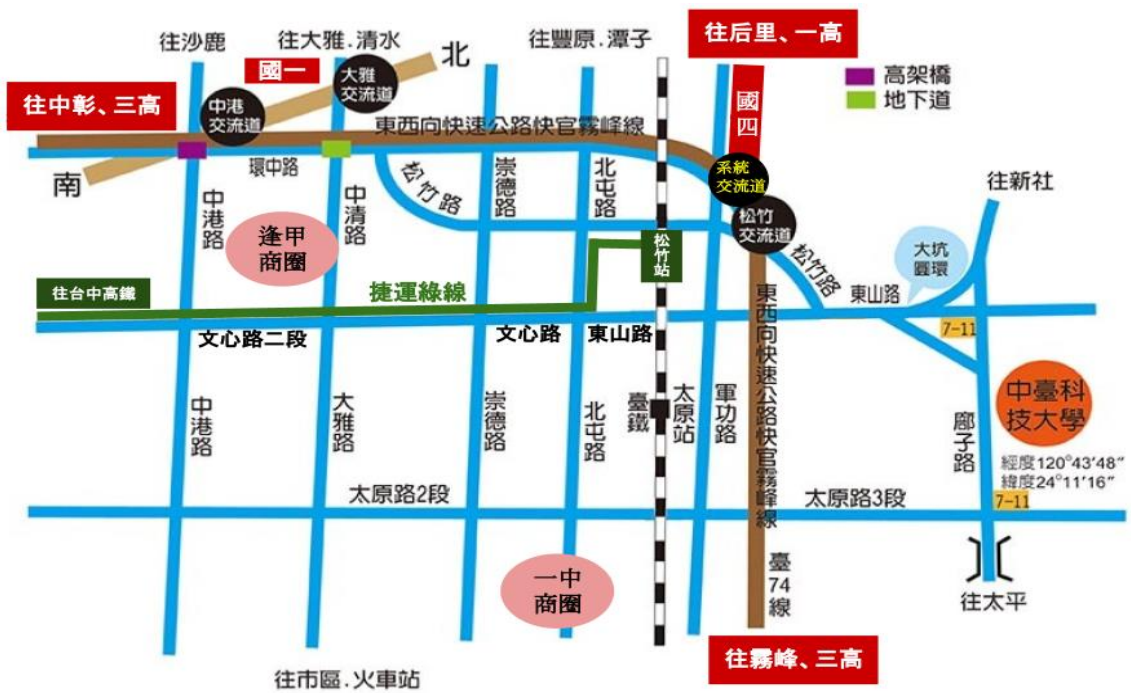 往沙鹿
往大雅.清水
往豐原.潭子
往后里、一高
北
國一
大雅
交流道
國四
高架橋
地下道
往中彰、三高
中港
交流道
東西向快速公路快官霧峰線
南
環中路
松竹路
崇德路
北屯路
系統
交流道
往新社
中港路
中清路
逢甲
商圈
松竹站
松竹
交流道
松竹路
大坑
圓環
往台中高鐵
捷運綠線
東山路
文心路二段
文心路
東山路
東西向快速公路快官霧峰線
7-11
中港路
大雅路
崇德路
北屯路
臺鐵
太原站
軍功路
廍子路
中臺科
技大學
經度120°43'48"
緯度24°11'16"
太原路2段
太原路3段
7-11
一中
商圈
臺74線
往太平
往霧峰、三高
往市區.火車站